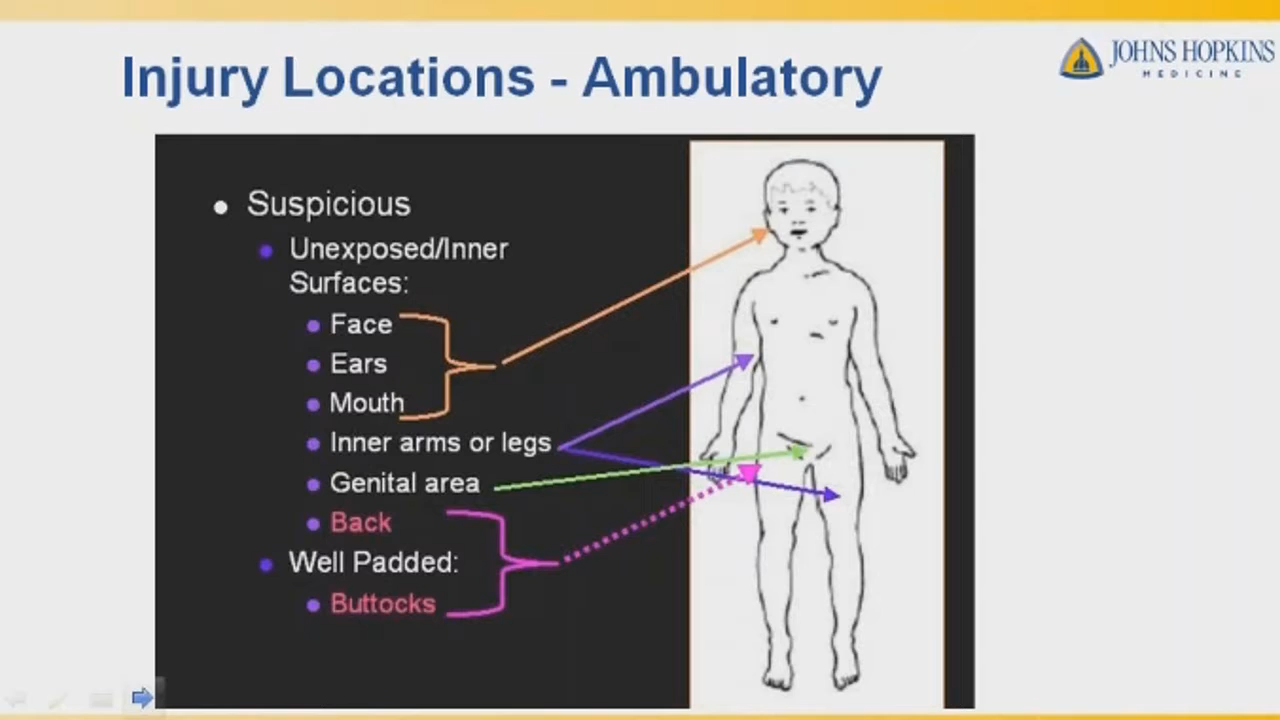 Injury Locations - Ambulatory
JOHNS HOPKINS
MEDICINE
Suspicious
Unexposed/Inner
Surfaces:
Face
Ears
Mouth
Inner arms or legs
Genital area
Back
Well Padded:
Buttocks